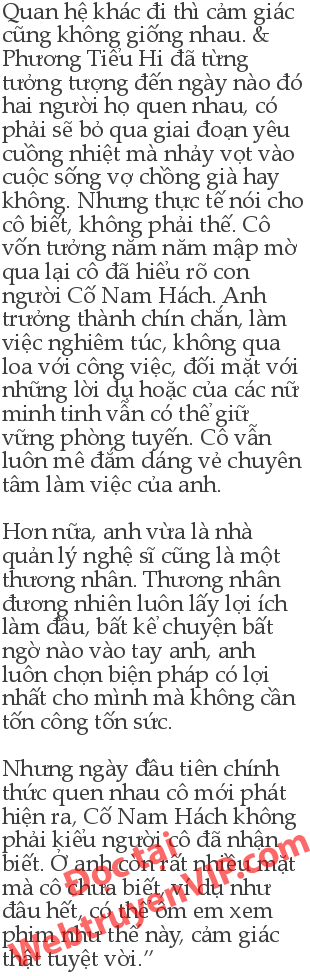 Quan hệ khác đi thì cảm giác
cũng không giống nhau. &
Phương Tiểu Hi đã từng
tưởng tượng đến ngày nào đó
hai người họ quen nhau, có
phải sẽ bỏ qua giai đoạn yêu
cuồng nhiệt mà nhảy vọt vào
cuộc sống vợ chồng già hay
không. Nhưng thực tế nói cho
cô biết, không phải thế. Cô
vốn tưởng năm năm mập mờ
qua lại cô đã hiểu rõ con
người Cố Nam Hách. Anh
trưởng thành chín chắn, làm
việc nghiêm túc, không qua
loa với công việc, đối mặt với
những lời dụ hoặc của các nữ
minh tinh vẫn có thể giữ
vững phòng tuyến. Cô vẫn
luôn mê đắm dáng vẻ chuyên
tâm làm việc của anh.
Hơn nữa, anh vừa là nhà
quản lý nghệ sĩ cũng là một
thương nhân. Thương nhân
đương nhiên luôn lấy lợi ích
làm đầu, bất kể chuyện bất
ngờ nào vào tay anh, anh
luôn chọn biện pháp có lợi
nhất cho mình mà không cần
tốn công tốn sức.
Nhưng ngày đầu tiên chính
thức quen nhau cô mới phát
hiện ra, Cố Nam Hách không
phải kiểu người cô đã nhận
biết. Ở anh còn rất nhiều mặt
mà cô chưa biết, ví dụ như
đâu hết, có thể ôm em xem
phim như thế này, cảm giác
thật tuyệt vời.”
Đọc tại
WebtruyenVIP.com